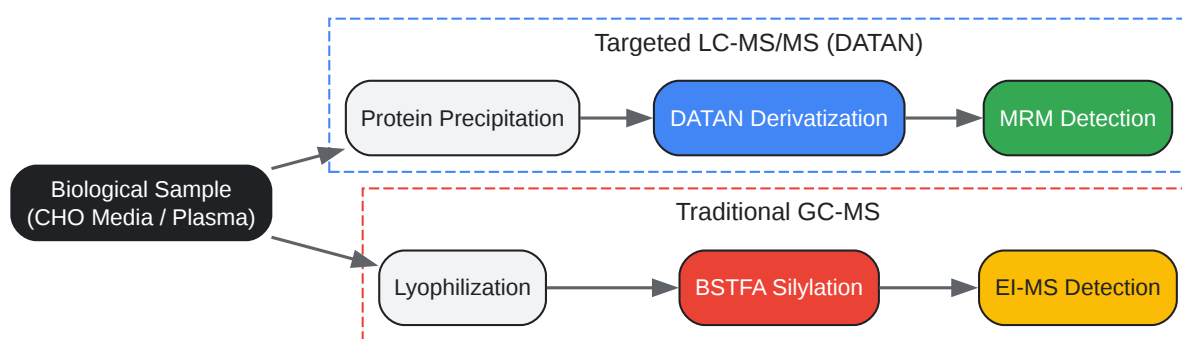 Targeted LC-MS/MS (DATAN)
Protein Precipitation
DATAN Derivatization
MRM Detection
Biological Sample
(CHO Media / Plasma)
Traditional GC-MS
Lyophilization
BSTFA Silylation
EI-MS Detection